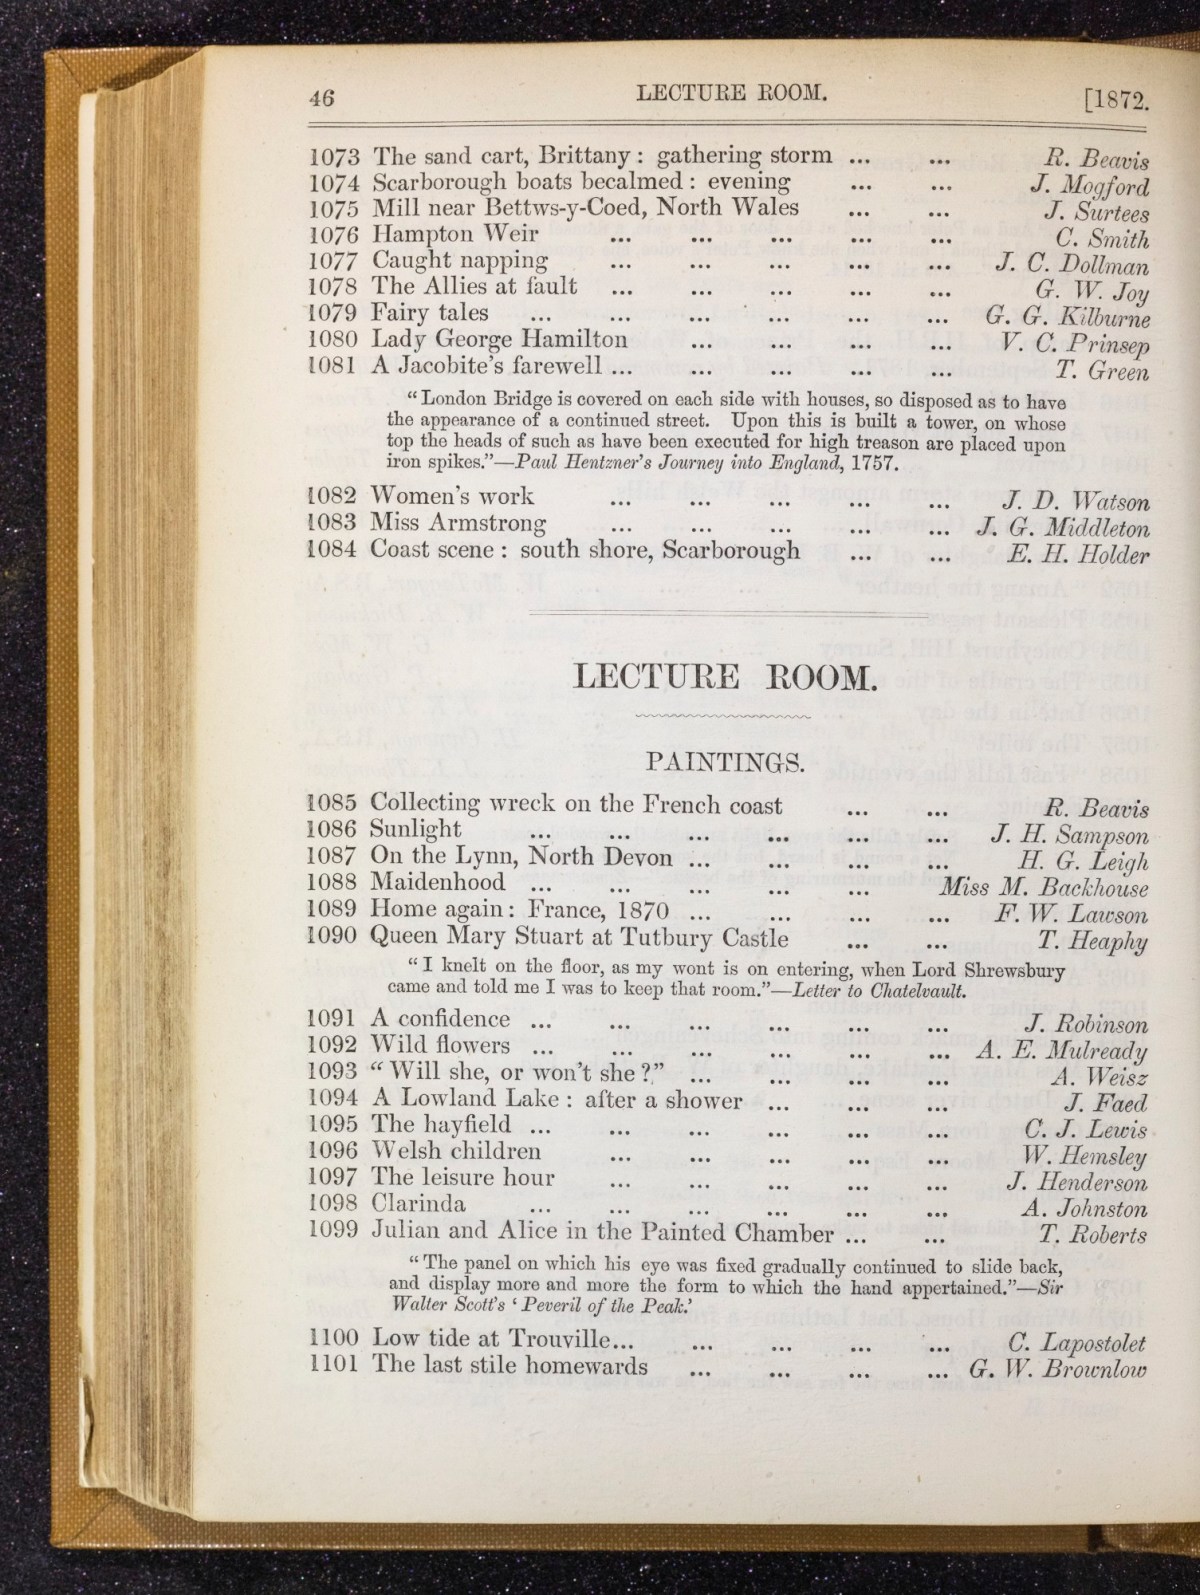 46 LECTURE ROOM. [1872.
1073 The sand cart, Brittany : gathering storm ... ... R. Beavis
1074 Scarborough boats becalmed : evening ... ... J. Mogford
1075 Mill near Bettws-y-Coed, North Wales ... ... J. Surtees
1076 Hampton Weir ... ... ... ... ... C. Smith
1077 Caught napping ... ... ... ... ... J. C. Dollman
1078 The Allies at fault ... ... ... ... ... G. W. Joy
1079 Fairy tales ... ... ... ... ... ... G. G. Kilburne
1080 Lady George Hamilton ... ... ... ... V. C. Prinsep
1081 A Jacobite's farewell ... ... ... ... ... T. Green
"London Bridge is covered on each side with houses, so disposed as to have
the appearance of a continued street. Upon this is built a tower, on whose
top the heads of such as have been executed for high treason are placed upon
iron spikes."—Paul Hentzner's Journey into England, 1757.
1082 Women's work ... ... ... ... ... J. D. Watson
1083 Miss Armstrong ... ... ... ... ... J. G. Middleton
1084 Coast scene : south shore, Scarborough ... ... E. H. Holder
LECTURE ROOM.
PAINTINGS.
1085 Collecting wreck on the French coast ... ... R. Beavis
1086 Sunlight ... ... ... ... ... ... J. H. Sampson
1087 On the Lynn, North Devon ... ... ... ... H. G. Leigh
1088 Maidenhood ... ... ... ... ... Miss M. Backhouse
1089 Home again : France, 1870 ... ... ... ... F. W. Lawson
1090 Queen Mary Stuart at Tutbury Castle ... ... T. Heaphy
"I knelt on the floor, as my wont is on entering, when Lord Shrewsbury
came and told me I was to keep that room."—Letter to Chatelvault.
1091 A confidence ... ... ... ... ... ... J. Robinson
1092 Wild flowers ... ... ... ... ... ... A. E. Mulready
1093 "Will she, or won't she ?" ... ... ... ... A. Weisz
1094 A Lowland Lake : after a shower ... ... ... J. Faed
1095 The hayfield ... ... ... ... ... ... C. J. Lewis
1096 Welsh children ... ... ... ... ... W. Hemsley
1097 The leisure hour ... ... ... ... ... J. Henderson
1098 Clarinda ... ... ... ... ... ... A. Johnston
1099 Julian and Alice in the Painted Chamber ... ... T. Roberts
"The panel on which his eye was fixed gradually continued to slide back,
and display more and more the form to which the hand appertained."—Sir
Walter Scott's 'Peveril of the Peak.'
1100 Low tide at Trouville ... ... ... ... ... C. Lapostolet
1101 The last stile homewards ... ... ... ... G. W. Brownlow